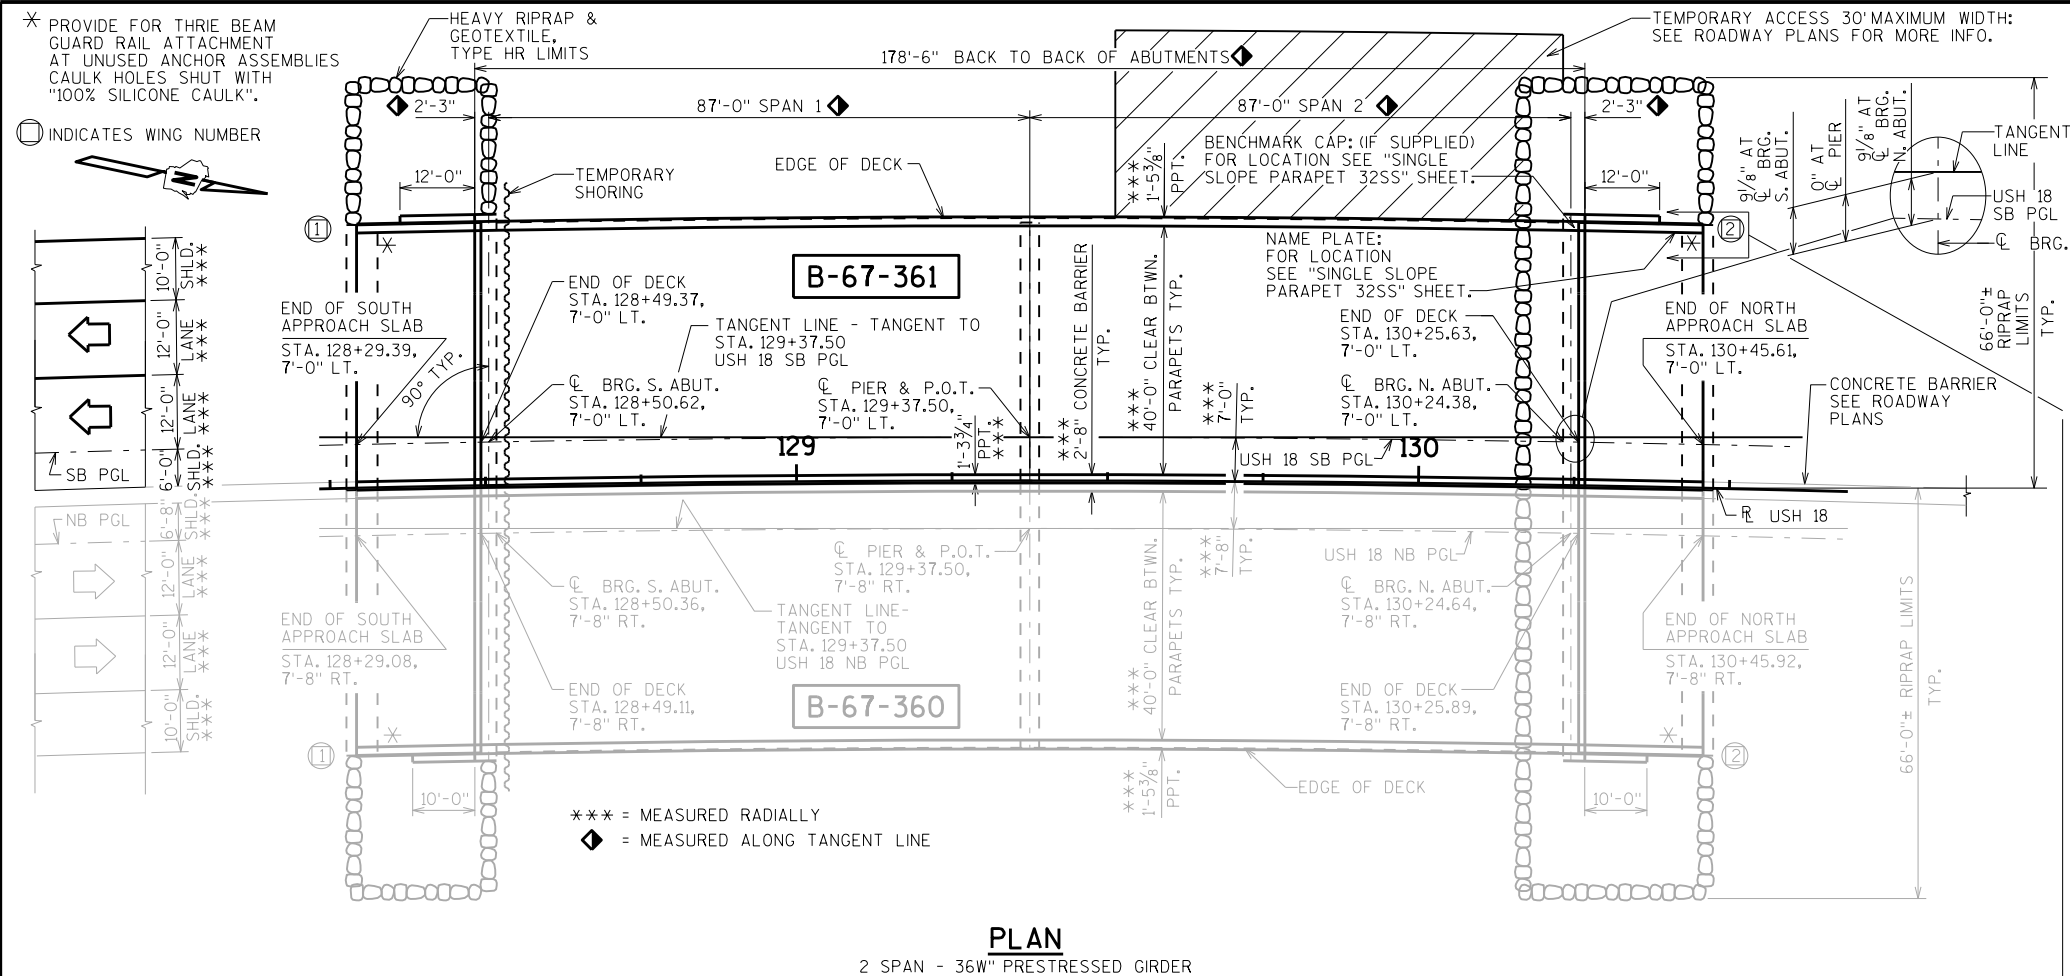 * PROVIDE FOR THRIE BEAM
GUARD RAIL ATTACHMENT
AT UNUSED ANCHOR ASSEMBLIES
CAULK HOLES SHUT WITH
"100% SILICONE CAULK".
INDICATES WING NUMBER
N
HEAVY RIPRAP &
GEOTEXTILE,
TYPE HR LIMITS
178'-6" BACK TO BACK OF ABUTMENTS
TEMPORARY ACCESS 30' MAXIMUM WIDTH:
SEE ROADWAY PLANS FOR MORE INFO.
2'-3"
87'-0" SPAN 1
87'-0" SPAN 2
2'-3"
12'-0"
TEMPORARY
SHORING
EDGE OF DECK
***
1'-5 3/8"
PPT.
BENCHMARK CAP: (IF SUPPLIED)
FOR LOCATION SEE "SINGLE
SLOPE PARAPET 32SS" SHEET.
12'-0"
9 1/8" AT
℄ BRG.
S. ABUT.
0" AT
℄ PIER
9 1/8" AT
℄ BRG.
N. ABUT.
TANGENT
LINE
USH 18
SB PGL
℄ BRG.
1
2
10'-0"
SHLD.
***
12'-0"
LANE
***
12'-0"
LANE
***
6'-0"
SHLD.
***
SB PGL
END OF SOUTH
APPROACH SLAB
STA. 128+29.39,
7'-0" LT.
90° TYP.
END OF DECK
STA. 128+49.37,
7'-0" LT.
TANGENT LINE - TANGENT TO
STA. 129+37.50
USH 18 SB PGL
℄ BRG. S. ABUT.
STA. 128+50.62,
7'-0" LT.
B-67-361
℄ PIER & P.O.T.
STA. 129+37.50,
7'-0" LT.
1'-3 3/4"
PPT.
***
***
2'-8" CONCRETE BARRIER
TYP.
***
40'-0" CLEAR BTWN.
PARAPETS TYP.
***
7'-0"
TYP.
NAME PLATE:
FOR LOCATION
SEE "SINGLE SLOPE
PARAPET 32SS" SHEET.
END OF DECK
STA. 130+25.63,
7'-0" LT.
℄ BRG. N. ABUT.
STA. 130+24.38,
7'-0" LT.
END OF NORTH
APPROACH SLAB
STA. 130+45.61,
7'-0" LT.
66'-0"±
RIPRAP
LIMITS
TYP.
CONCRETE BARRIER
SEE ROADWAY
PLANS
129
USH 18 SB PGL
130
R USH 18
NB PGL
6'-8"
SHLD.
***
12'-0"
LANE
***
12'-0"
LANE
***
10'-0"
SHLD.
***
END OF SOUTH
APPROACH SLAB
STA. 128+29.08,
7'-8" RT.
℄ BRG. S. ABUT.
STA. 128+50.36,
7'-8" RT.
END OF DECK
STA. 128+49.11,
7'-8" RT.
℄ PIER & P.O.T.
STA. 129+37.50,
7'-8" RT.
TANGENT LINE-
TANGENT TO
STA. 129+37.50
USH 18 NB PGL
B-67-360
***
40'-0" CLEAR BTWN.
PARAPETS TYP.
***
7'-8"
TYP.
USH 18 NB PGL
℄ BRG. N. ABUT.
STA. 130+24.64,
7'-8" RT.
END OF DECK
STA. 130+25.89,
7'-8" RT.
END OF NORTH
APPROACH SLAB
STA. 130+45.92,
7'-8" RT.
66'-0"± RIPRAP LIMITS
TYP.
1
2
10'-0"
***
1'-5 3/8"
PPT.
EDGE OF DECK
10'-0"
*** = MEASURED RADIALLY
= MEASURED ALONG TANGENT LINE
PLAN
2 SPAN - 36W" PRESTRESSED GIRDER